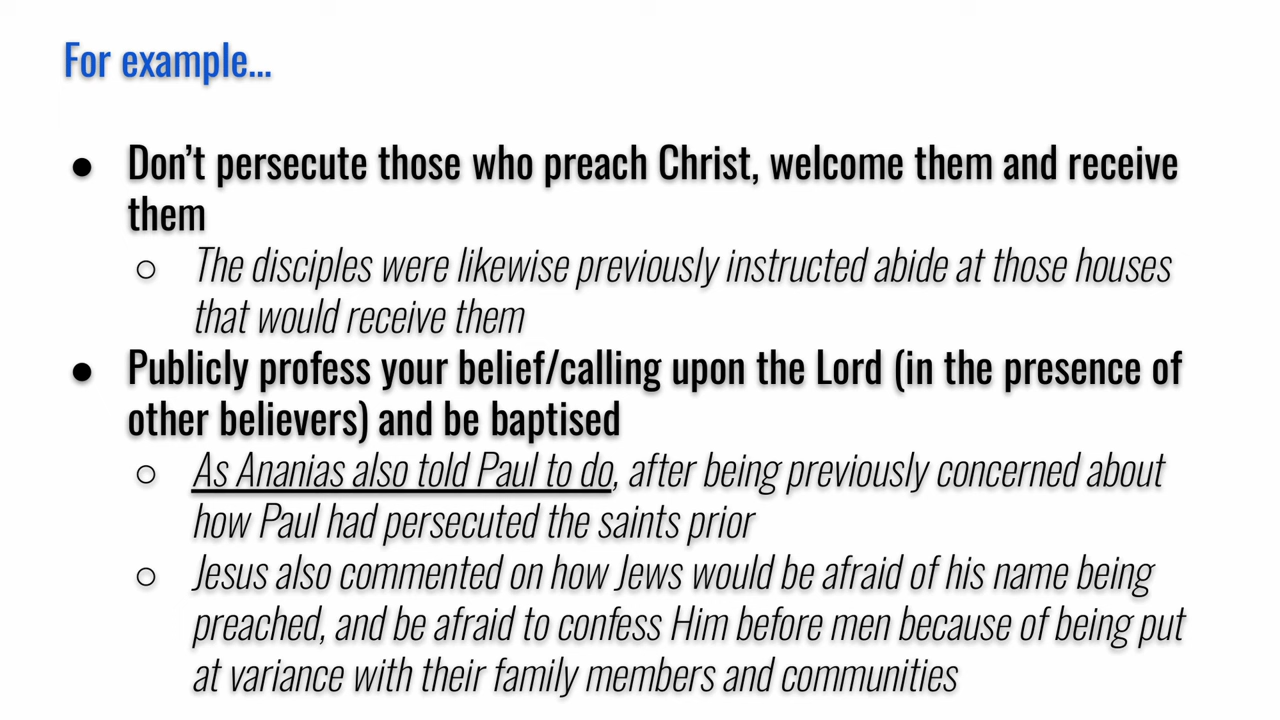 For example...
● Don't persecute those who preach Christ, welcome them and receive
them
○ The disciples were likewise previously instructed abide at those houses
that would receive them
● Publicly profess your belief/calling upon the Lord (in the presence of
other believers) and be baptised
○ As Ananias also told Paul to do, after being previously concerned about
how Paul had persecuted the saints prior
○ Jesus also commented on how Jews would be afraid of his name being
preached, and be afraid to confess Him before men because of being put
at variance with their family members and communities